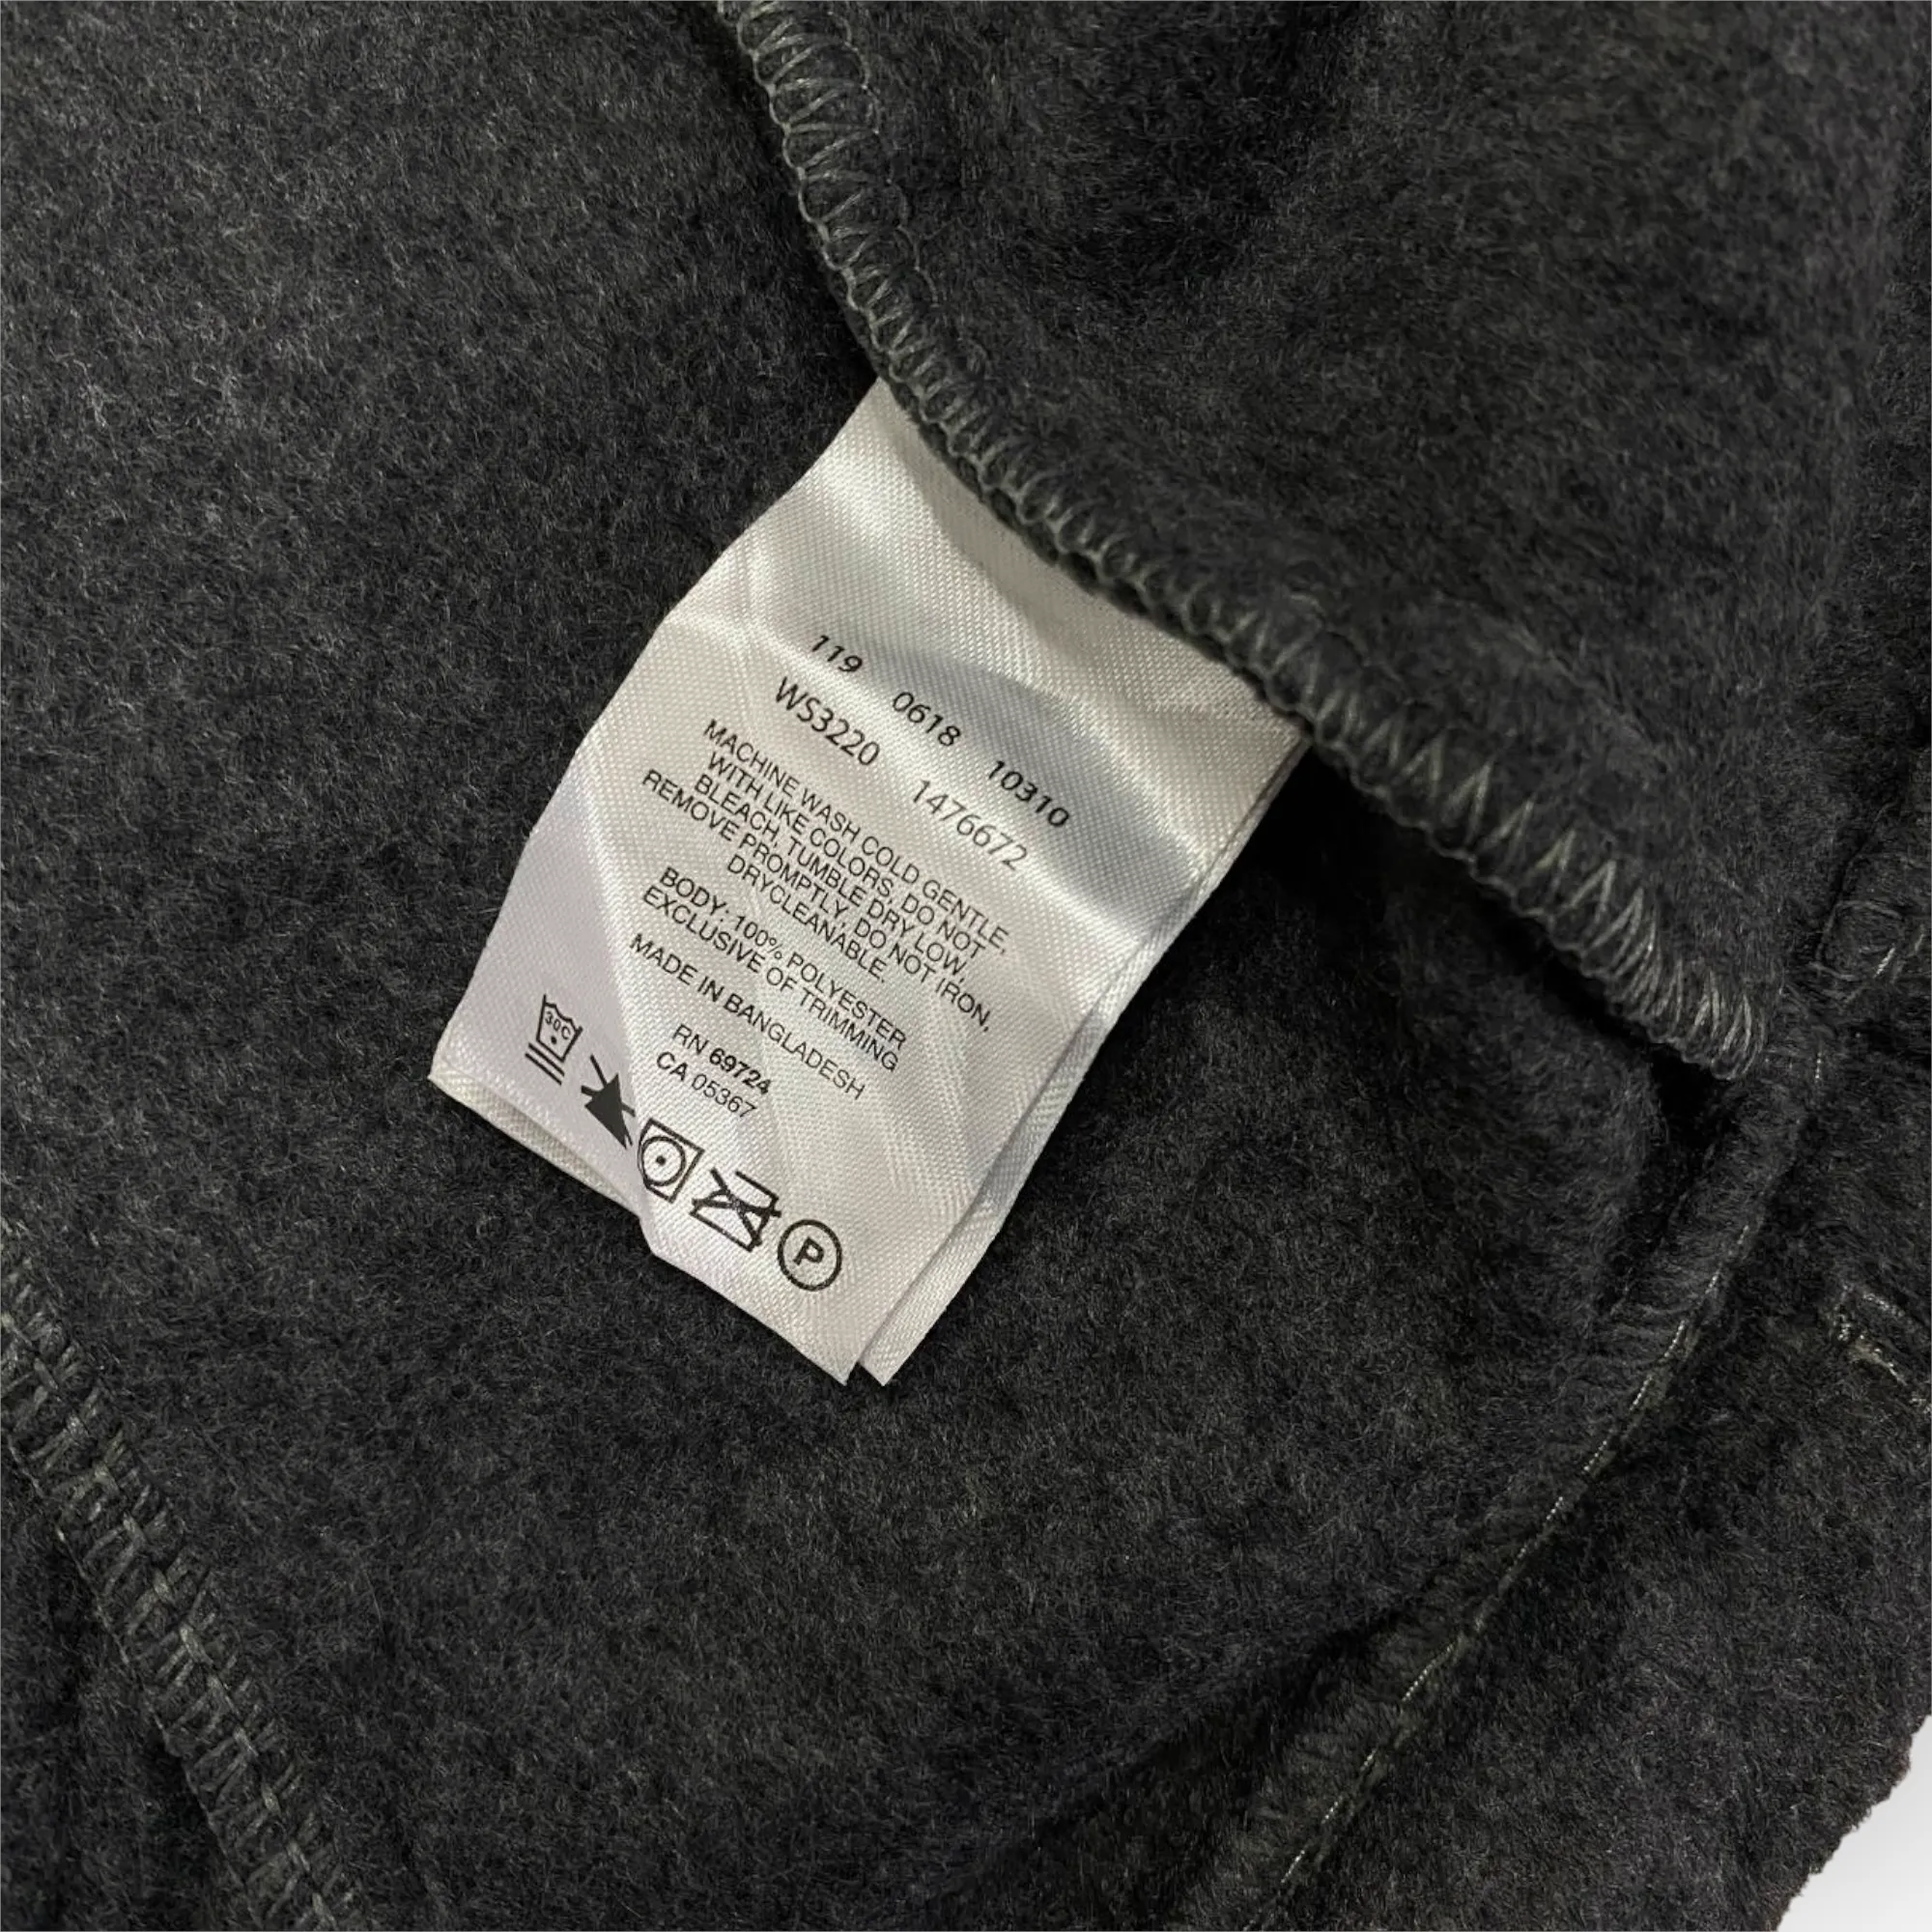 119 0618 10310
WS3220 1476672
MACHINE WASH COLD GENTLE,
WITH LIKE COLORS, DO NOT
BLEACH, TUMBLE DRY LOW,
REMOVE PROMPTLY, DO NOT IRON,
DRYCLEANABLE.
BODY: 100% POLYESTER
EXCLUSIVE OF TRIMMING
MADE IN BANGLADESH
RN 69724
CA 05367
30C
P